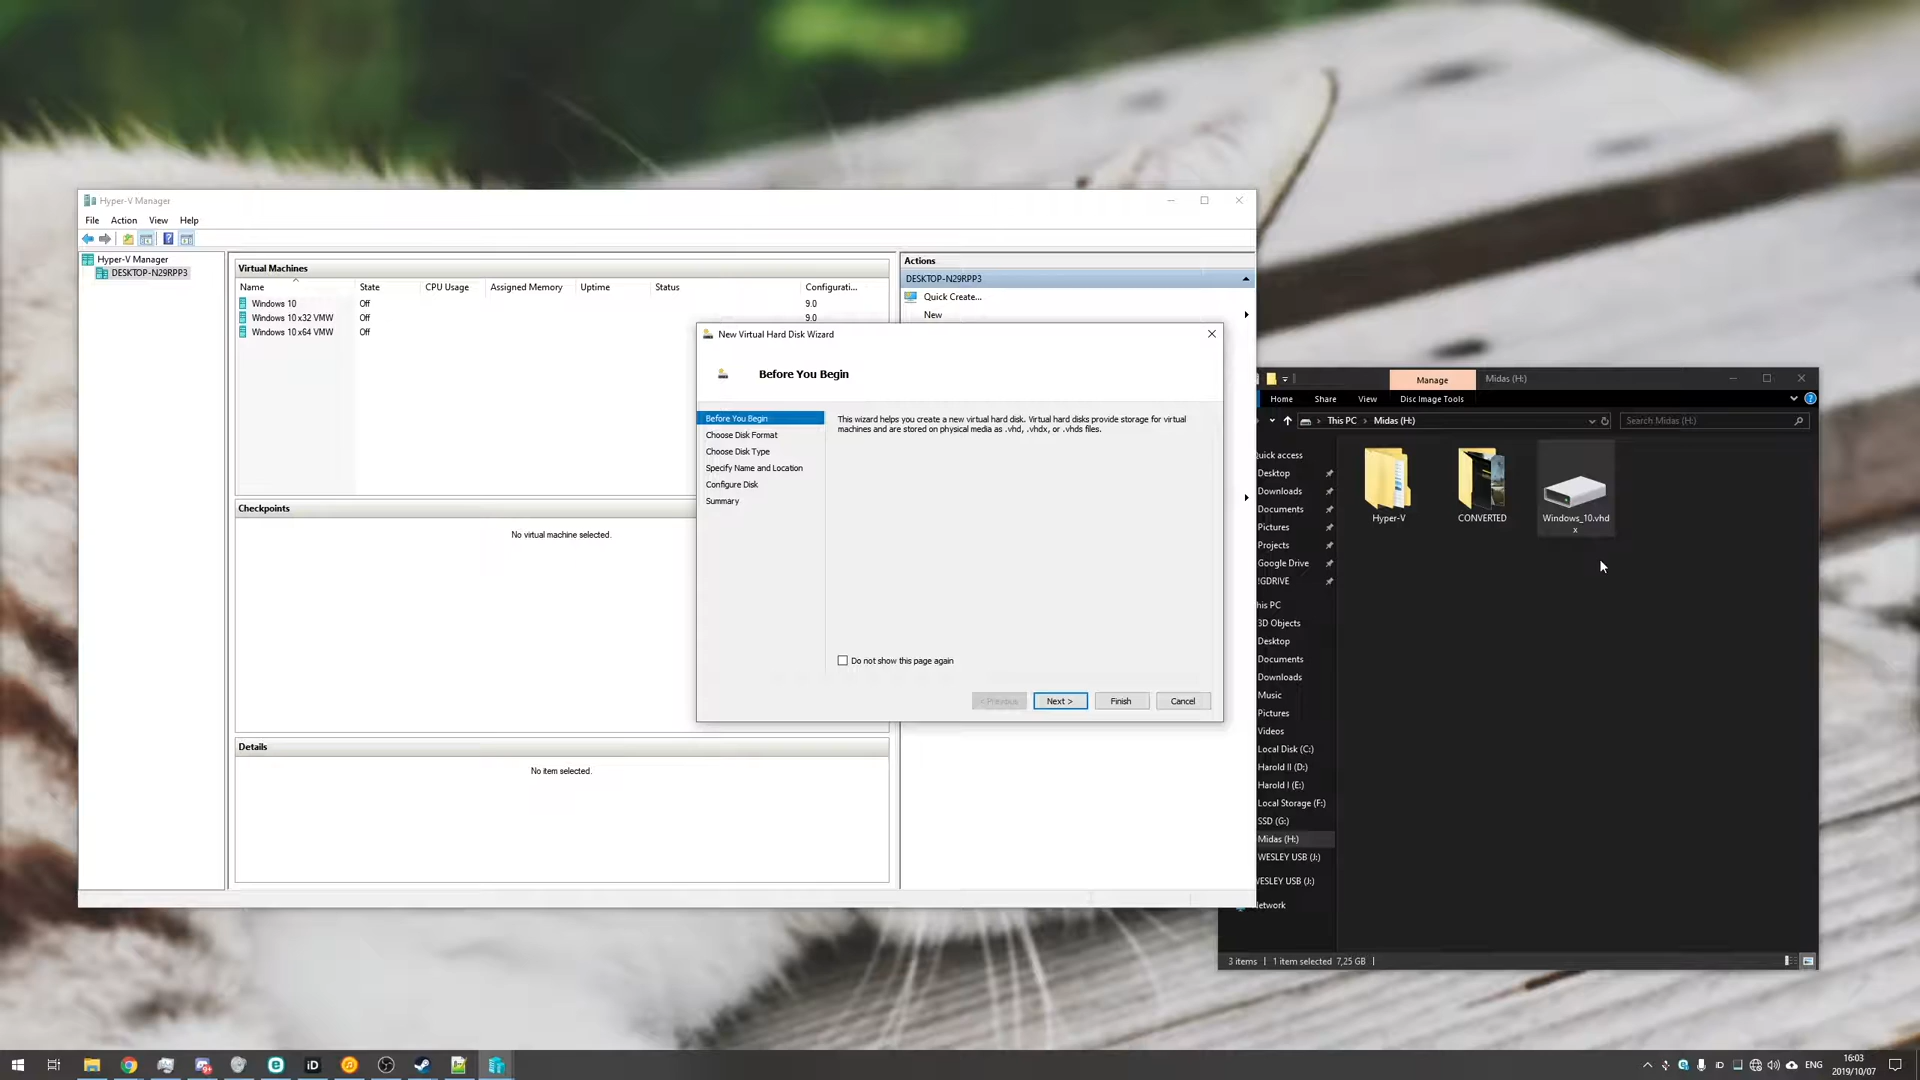 Hyper-V Manager
File Action View Help
Hyper-V Manager
DESKTOP-N29RPP3
Virtual Machines
Name State CPU Usage Assigned Memory Uptime Status Configurati...
Windows 10 Off 9.0
Windows 10 x32 VMW Off 9.0
Windows 10 x64 VMW Off
Checkpoints
No virtual machine selected.
Details
No item selected.
Actions
DESKTOP-N29RPP3
Quick Create...
New
New Virtual Hard Disk Wizard
Before You Begin
Before You Begin
Choose Disk Format
Choose Disk Type
Specify Name and Location
Configure Disk
Summary
This wizard helps you create a new virtual hard disk. Virtual hard disks provide storage for virtual
machines and are stored on physical media as .vhd, .vhdx, or .vhds files.
Do not show this page again
< Previous Next > Finish Cancel
Manage Midas (H:)
Home Share View Disc Image Tools
This PC Midas (H:) Search Midas (H:)
uick access
Desktop
Downloads
Documents
Pictures
Projects
Google Drive
!GDRIVE
his PC
3D Objects
Desktop
Documents
Downloads
Music
Pictures
Videos
Local Disk (C:)
Harold II (D:)
Harold I (E:)
Local Storage (F:)
SSD (G:)
Midas (H:)
WESLEY USB (J:)
ESLEY USB (J:)
etwork
Hyper-V
CONVERTED
Windows_10.vhd
x
3 items 1 item selected 7,25 GB
iD
ENG
16:03
2019/10/07